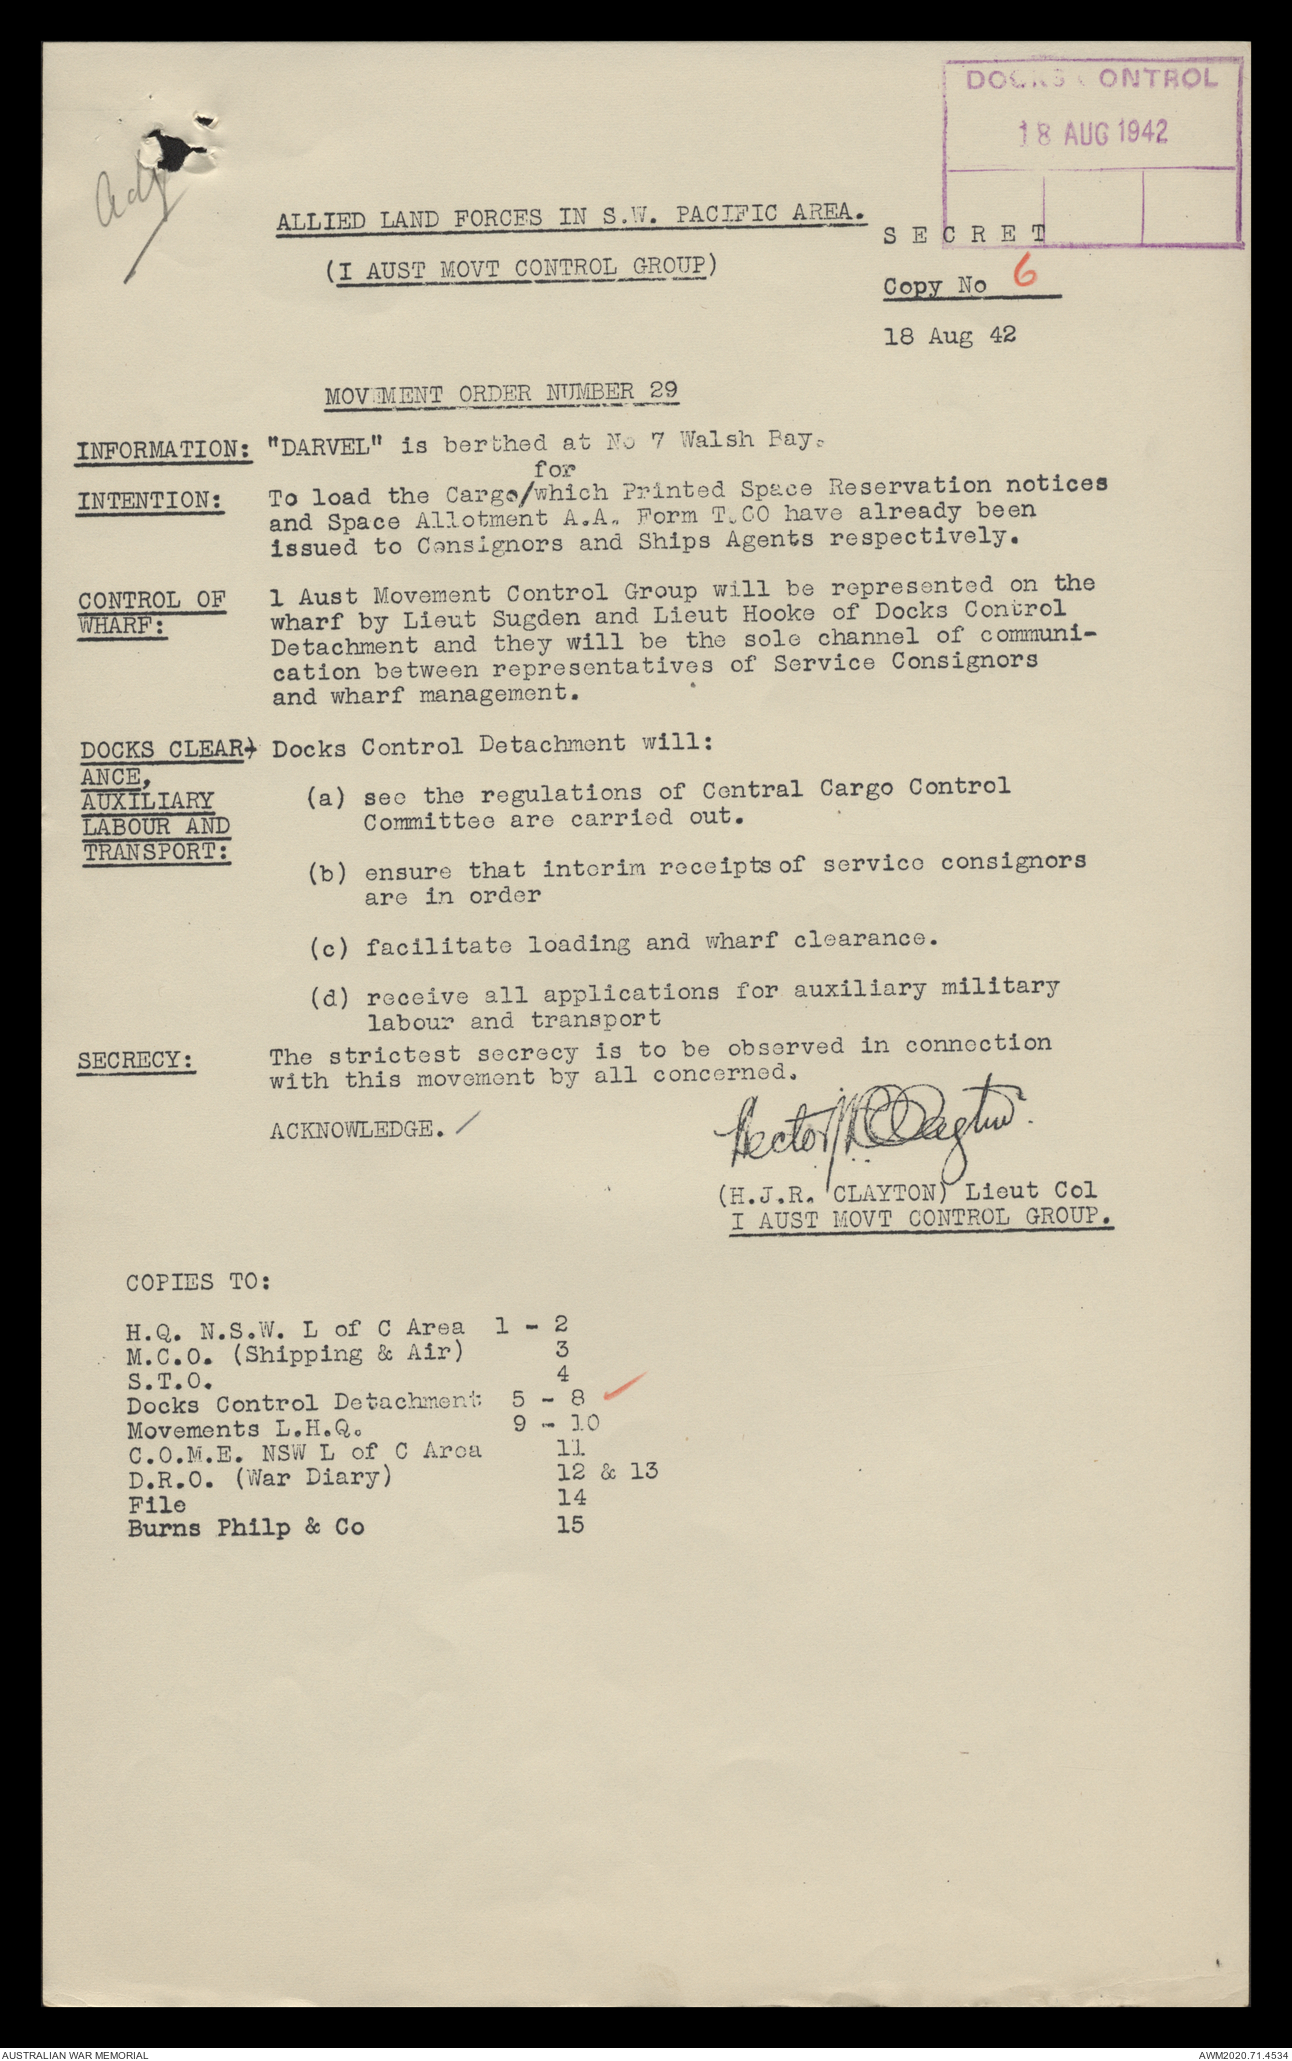 DOCKS CONTROL
18 AUG 1942
Adj
ALLIED LAND FORCES IN S.W. PACIFIC AREA.
SECRET
(I AUST MOVT CONTROL GROUP)
Copy No 6
18 Aug 42
MOVEMENT ORDER NUMBER 29
INFORMATION: "DARVEL" is berthed at No 7 Walsh Bay.
for
INTENTION: To load the Cargo/which Printed Space Reservation notices
and Space Allotment A.A. Form T.CO have already been
issued to Consignors and Ships Agents respectively.
CONTROL OF WHARF: 1 Aust Movement Control Group will be represented on the
wharf by Lieut Sugden and Lieut Hooke of Docks Control
Detachment and they will be the sole channel of communi-
cation between representatives of Service Consignors
and wharf management.
DOCKS CLEAR) Docks Control Detachment will:
ANCE,
AUXILIARY
LABOUR AND
TRANSPORT:
(a) see the regulations of Central Cargo Control
Committee are carried out.
(b) ensure that interim receipts of service consignors
are in order
(c) facilitate loading and wharf clearance.
(d) receive all applications for auxiliary military
labour and transport
SECRECY: The strictest secrecy is to be observed in connection
with this movement by all concerned.
ACKNOWLEDGE. /
Hector J R Clayton.
(H.J.R. CLAYTON) Lieut Col
I AUST MOVT CONTROL GROUP.
COPIES TO:
H.Q. N.S.W. L of C Area 1 - 2
M.C.O. (Shipping & Air) 3
S.T.O. 4
Docks Control Detachment 5 - 8
Movements L.H.Q. 9 - 10
C.O.M.E. NSW L of C Area 11
D.R.O. (War Diary) 12 & 13
File 14
Burns Philp & Co 15
AUSTRALIAN WAR MEMORIAL
AWM2020.71.4534